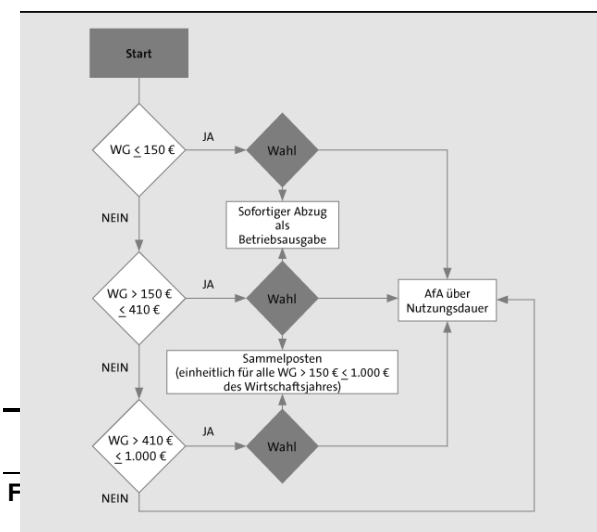 Start
WG ≤ 150 €
JA
Wahl
NEIN
Sofortiger Abzug
als
Betriebsausgabe
WG > 150 €
≤ 410 €
JA
Wahl
AfA über
Nutzungsdauer
NEIN
Sammelposten
(einheitlich für alle WG > 150 € ≤ 1.000 €
des Wirtschaftsjahres)
WG > 410 €
≤ 1.000 €
JA
Wahl
NEIN
F